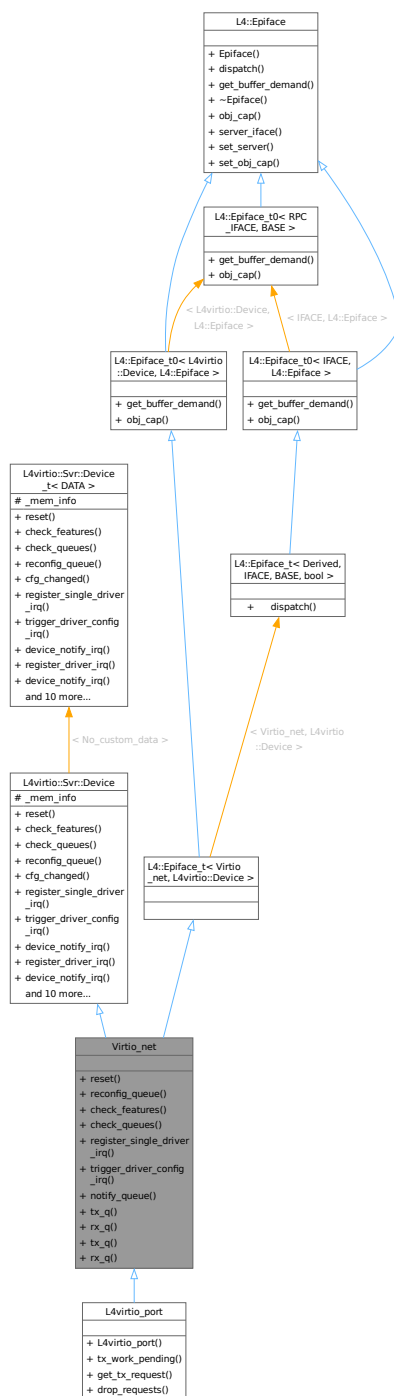 L4::Epiface
+ Epiface()
+ dispatch()
+ get_buffer_demand()
+ ~Epiface()
+ obj_cap()
+ server_iface()
+ set_server()
+ set_obj_cap()
L4::Epiface_t0< RPC
_IFACE, BASE >
+ get_buffer_demand()
+ obj_cap()
< L4virtio::Device,
L4::Epiface >
< IFACE, L4::Epiface >
L4::Epiface_t0< L4virtio
::Device, L4::Epiface >
+ get_buffer_demand()
+ obj_cap()
L4::Epiface_t0< IFACE,
L4::Epiface >
+ get_buffer_demand()
+ obj_cap()
L4virtio::Svr::Device
_t< DATA >
# _mem_info
+ reset()
+ check_features()
+ check_queues()
+ reconfig_queue()
+ cfg_changed()
+ register_single_driver
_irq()
+ trigger_driver_config
_irq()
+ device_notify_irq()
+ register_driver_irq()
+ device_notify_irq()
and 10 more...
L4::Epiface_t< Derived,
IFACE, BASE, bool >
+ dispatch()
< No_custom_data >
< Virtio_net, L4virtio
::Device >
L4virtio::Svr::Device
# _mem_info
+ reset()
+ check_features()
+ check_queues()
+ reconfig_queue()
+ cfg_changed()
+ register_single_driver
_irq()
+ trigger_driver_config
_irq()
+ device_notify_irq()
+ register_driver_irq()
+ device_notify_irq()
and 10 more...
L4::Epiface_t< Virtio
_net, L4virtio::Device >
Virtio_net
+ reset()
+ reconfig_queue()
+ check_features()
+ check_queues()
+ register_single_driver
_irq()
+ trigger_driver_config
_irq()
+ notify_queue()
+ tx_q()
+ rx_q()
+ tx_q()
+ rx_q()
L4virtio_port
+ L4virtio_port()
+ tx_work_pending()
+ get_tx_request()
+ drop_requests()